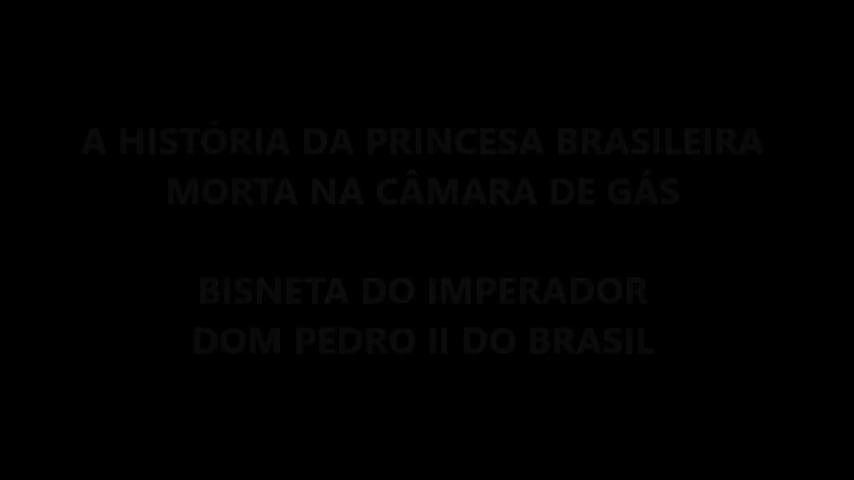 A HISTÓRIA DA PRINCESA BRASILEIRA
MORTA NA CÂMARA DE GÁS
BISNETA DO IMPERADOR
DOM PEDRO II DO BRASIL